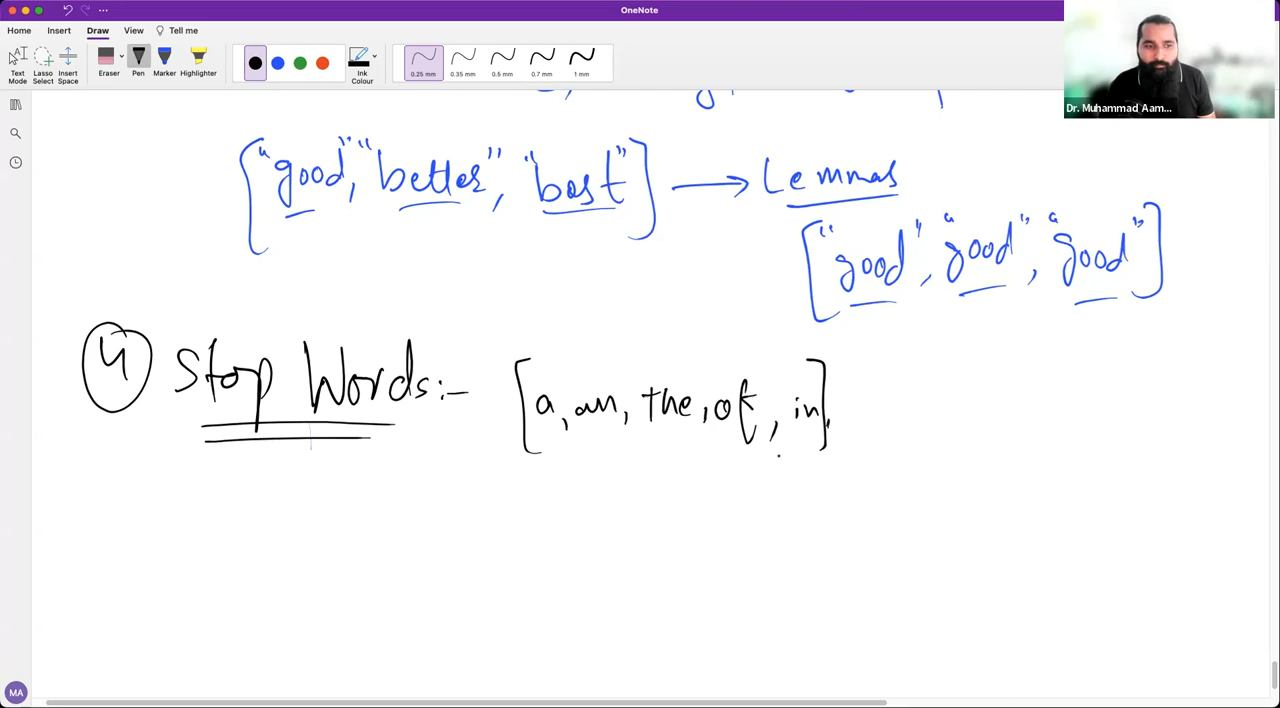 OneNote
Home Insert Draw View Tell me
Text Mode Lasso Select Insert Space Eraser Pen Marker Highlighter 0.25 mm 0.35 mm 0.5 mm 0.7 mm 1 mm Ink Colour
Dr. Muhammad Aam...
["good", "better", "best"] → Lemmas
["good", "good", "good"]
4 Stop Words:- [a, an, the, of, in],
MA